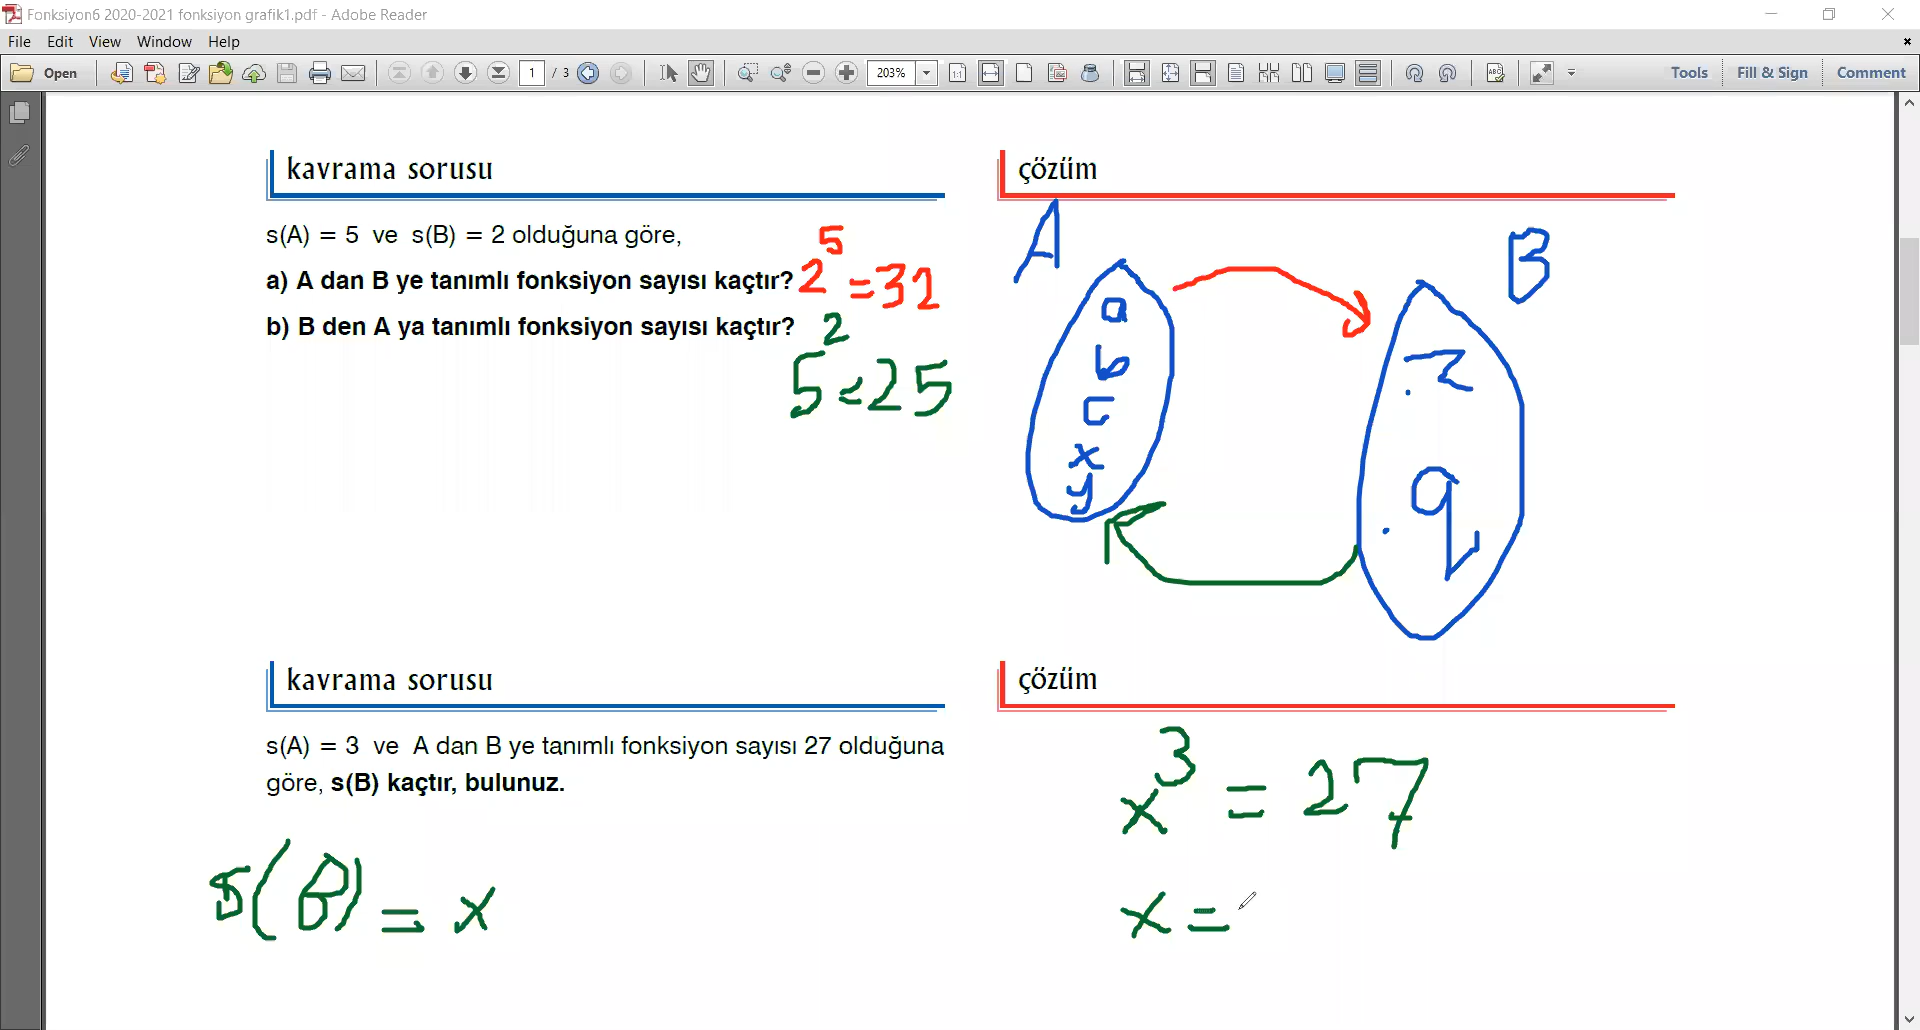 Fonksiyon6 2020-2021 fonksiyon grafik1.pdf - Adobe Reader
File Edit View Window Help
Open 1 / 3 203% Tools Fill & Sign Comment
kavrama sorusu
s(A) = 5 ve s(B) = 2 olduğuna göre,
a) A dan B ye tanımlı fonksiyon sayısı kaçtır? 2^5 = 32
b) B den A ya tanımlı fonksiyon sayısı kaçtır?
5^2 = 25
çözüm
A B
a
b
c
x
y
z
q
kavrama sorusu
s(A) = 3 ve A dan B ye tanımlı fonksiyon sayısı 27 olduğuna
göre, s(B) kaçtır, bulunuz.
s(B) = x
çözüm
x^3 = 27
x =